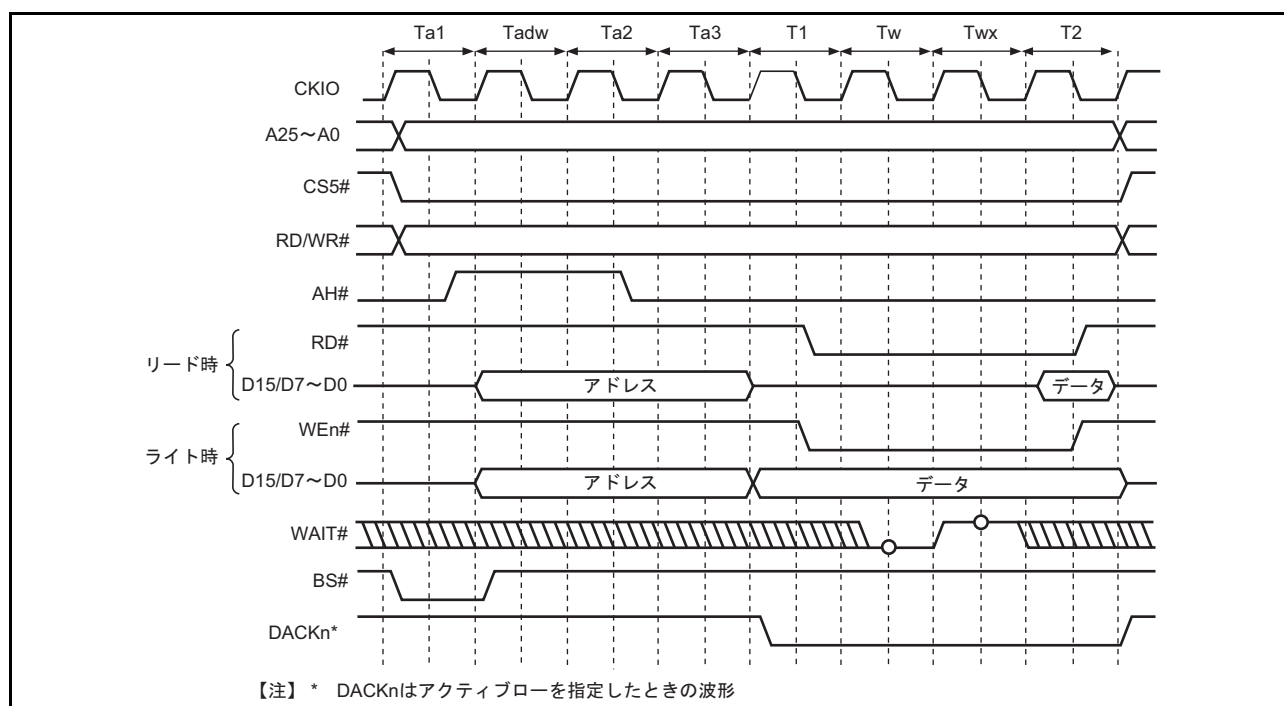 Ta1 Tadw Ta2 Ta3 T1 Tw Twx T2
CKIO
A25～A0
CS5#
RD/WR#
AH#
RD#
リード時
D15/D7～D0 アドレス データ
WEn#
ライト時
D15/D7～D0 アドレス データ
WAIT#
BS#
DACKn*
【注】 * DACKnはアクティブローを指定したときの波形